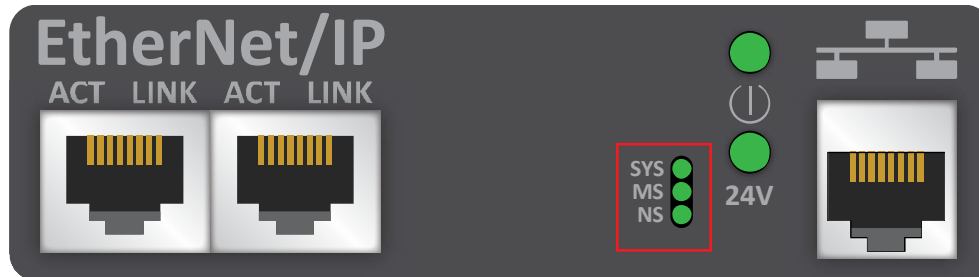 EtherNet/IP
ACT LINK ACT LINK
SYS
MS
NS
24V